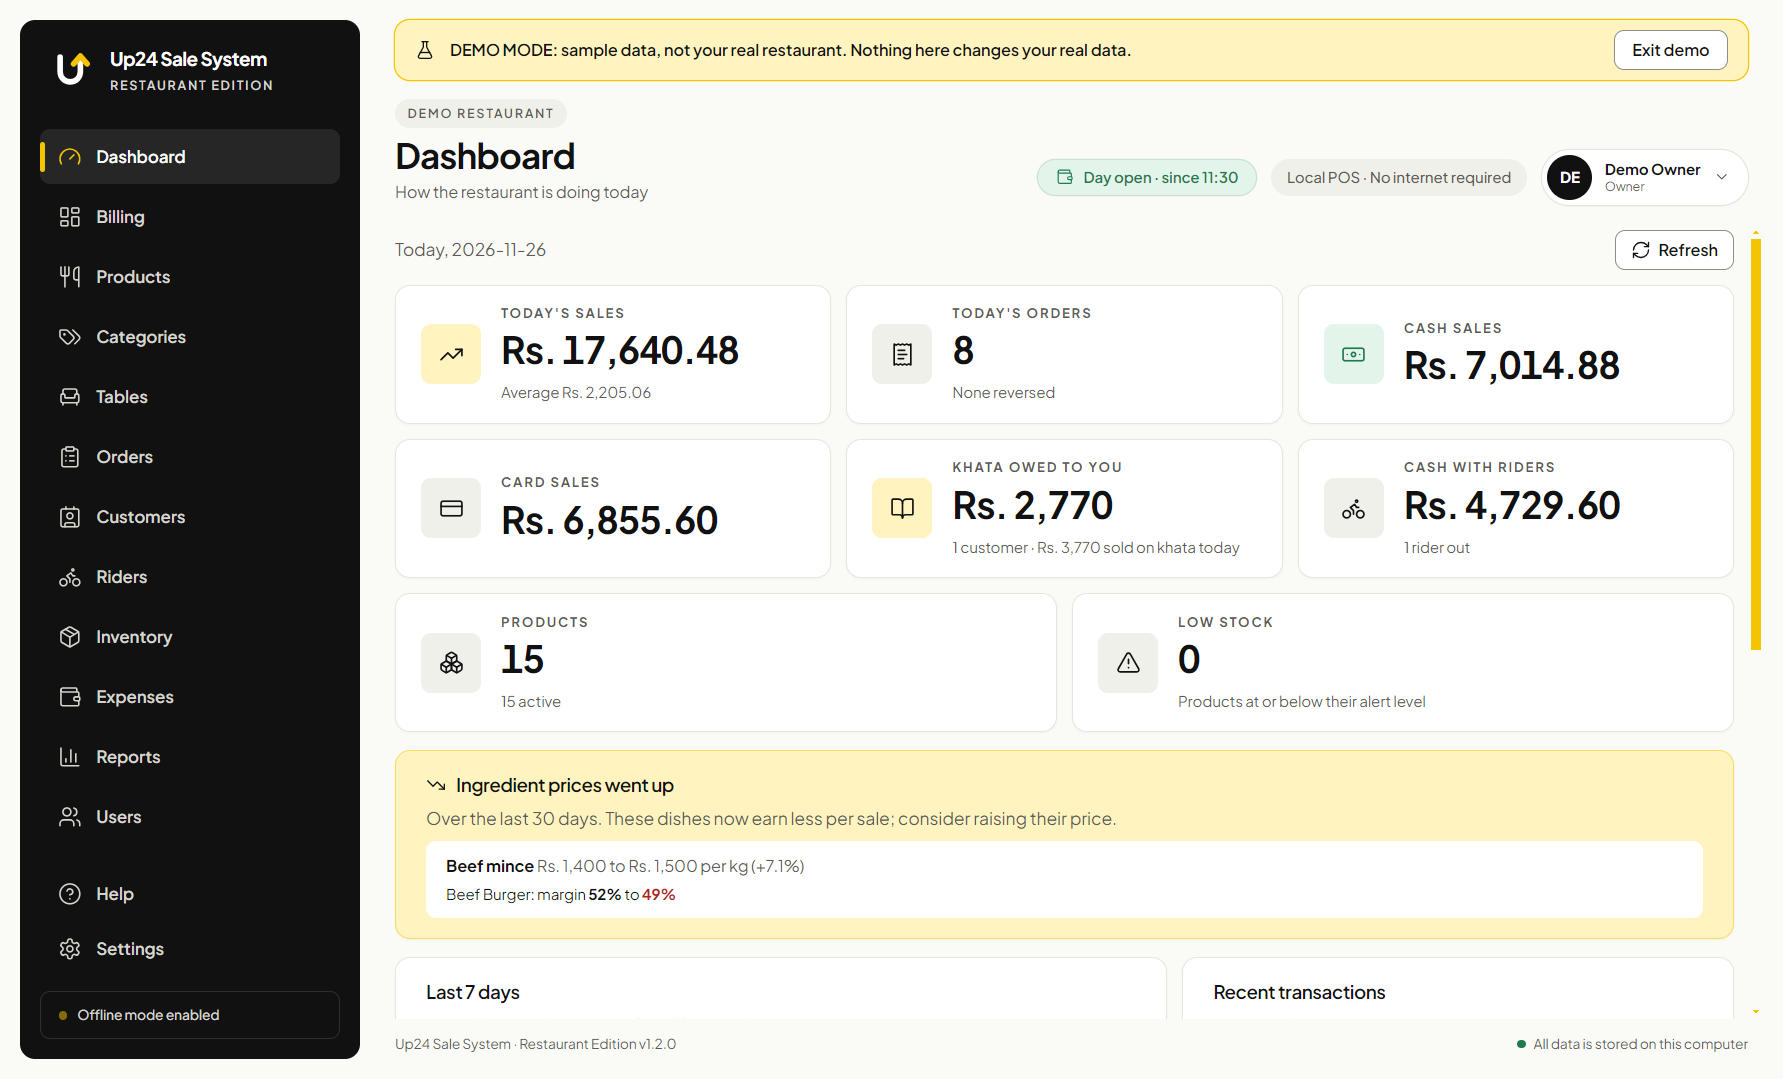 Up24 Sale System
RESTAURANT EDITION
Dashboard
Billing
Products
Categories
Tables
Orders
Customers
Riders
Inventory
Expenses
Reports
Users
Help
Settings
Offline mode enabled
DEMO MODE: sample data, not your real restaurant. Nothing here changes your real data.
Exit demo
DEMO RESTAURANT
Dashboard
How the restaurant is doing today
Day open · since 11:30
Local POS · No internet required
DE
Demo Owner
Owner
Today, 2026-11-26
Refresh
TODAY'S SALES
Rs. 17,640.48
Average Rs. 2,205.06
TODAY'S ORDERS
8
None reversed
CASH SALES
Rs. 7,014.88
CARD SALES
Rs. 6,855.60
KHATA OWED TO YOU
Rs. 2,770
1 customer · Rs. 3,770 sold on khata today
CASH WITH RIDERS
Rs. 4,729.60
1 rider out
PRODUCTS
15
15 active
LOW STOCK
0
Products at or below their alert level
Ingredient prices went up
Over the last 30 days. These dishes now earn less per sale; consider raising their price.
Beef mince Rs. 1,400 to Rs. 1,500 per kg (+7.1%)
Beef Burger: margin 52% to 49%
Last 7 days
Recent transactions
Up24 Sale System · Restaurant Edition v1.2.0
All data is stored on this computer